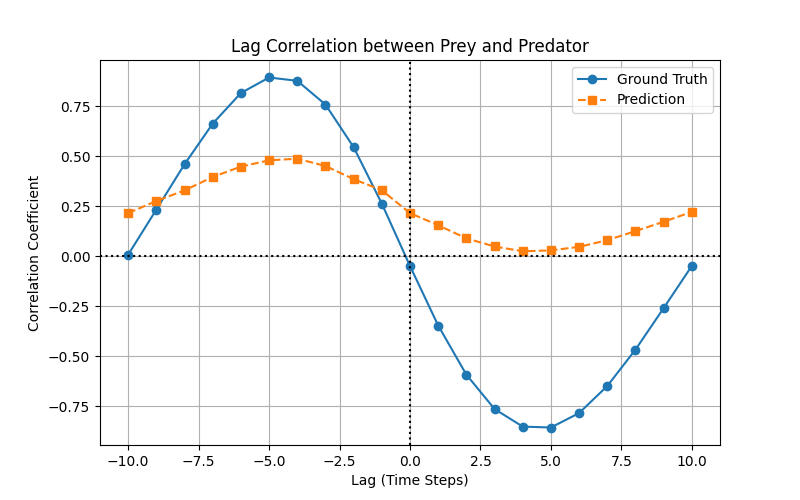 Lag Correlation between Prey and Predator
Ground Truth
Prediction
Correlation Coefficient
0.75
0.50
0.25
0.00
−0.25
−0.50
−0.75
−10.0 −7.5 −5.0 −2.5 0.0 2.5 5.0 7.5 10.0
Lag (Time Steps)